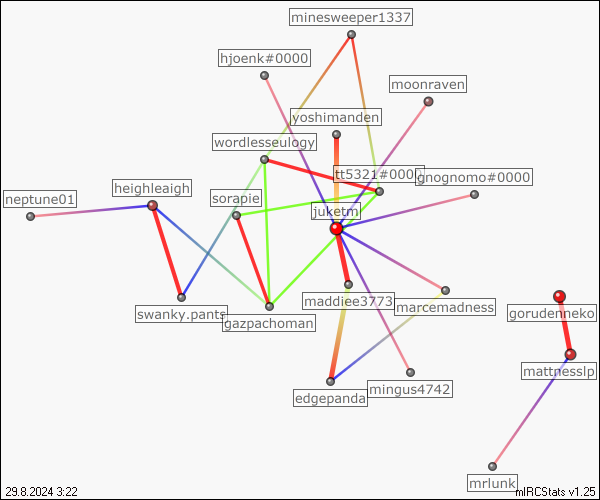 minesweeper1337
hjoenk#0000
moonraven
yoshimanden
wordlesseulogy
tt5321#0000
gnognomo#0000
heighleaigh
neptune01
sorapie
juketm
maddiee3773
marcemadness
swanky.pants
gazpachoman
gorudenneko
mattnesslp
mingus4742
edgepanda
mrlunk
29.8.2024 3:22
mIRCStats v1.25